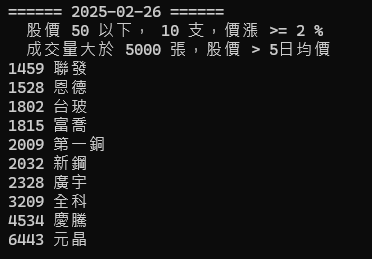 ====== 2025-02-26 ======
股價 50 以下， 10 支，價漲 >= 2 %
成交量大於 5000 張，股價 > 5日均價
1459 聯發
1528 恩德
1802 台玻
1815 富喬
2009 第一銅
2032 新鋼
2328 廣宇
3209 全科
4534 慶騰
6443 元晶